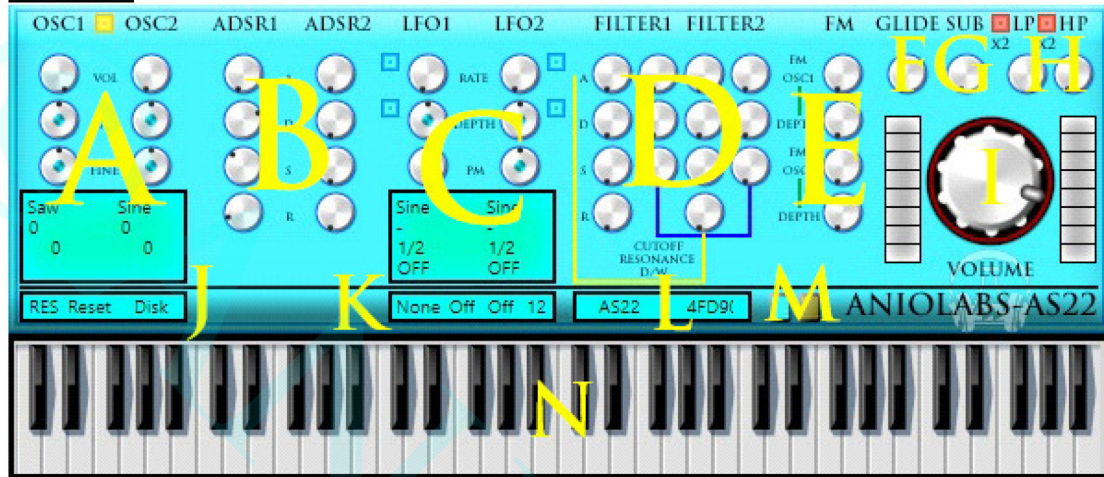 OSC1 OSC2 ADSR1 ADSR2 LFO1 LFO2 FILTER1 FILTER2 FM GLIDE SUB LP HP
X2 X2
VOL A RATE A FM
OSC1
D DEPTH D DEPTH
FINE S PM S FM
R R DEPTH
A B C D E F G H I
Saw Sine Sine Sine
0 0 - -
0 0 1/2 1/2
OFF OFF
CUTOFF
RESONANCE
D/W
VOLUME
J K L M
RES Reset Disk None Off Off 12 AS22 4FD90 ANIOLABS-AS22
N